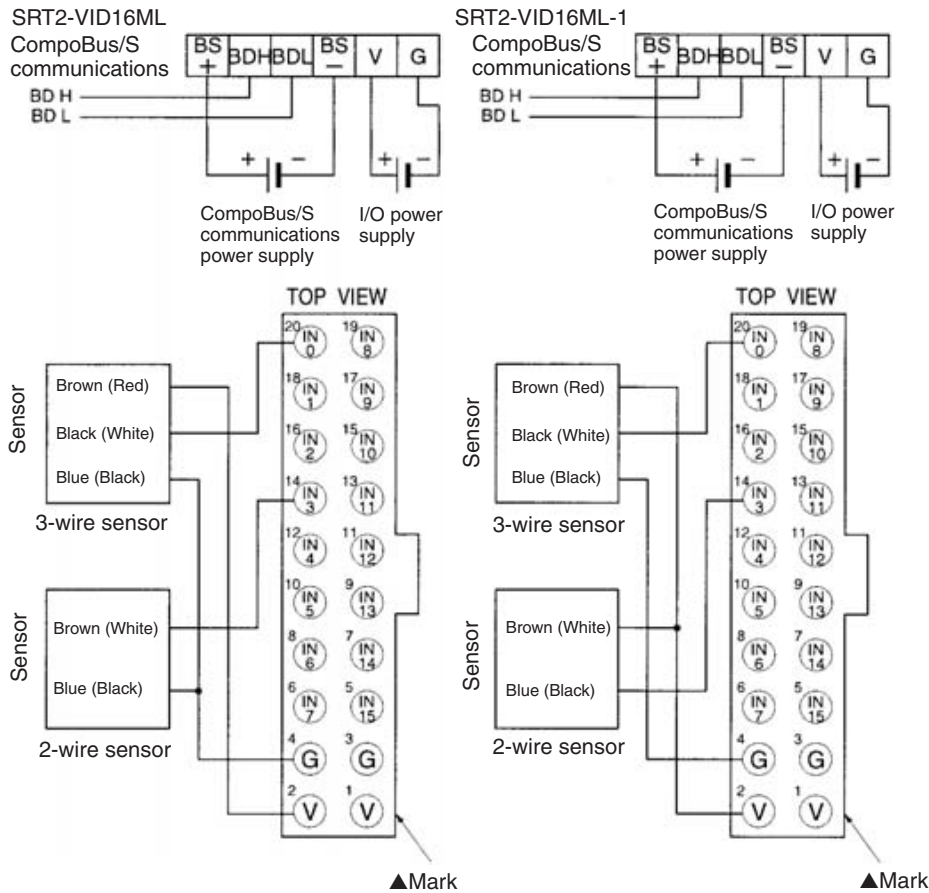 SRT2-VID16ML
CompoBus/S
communications
BS
+ BDH BDL BS
– V G
BD H
BD L
+ –
+ –
CompoBus/S
communications
power supply
I/O power
supply
TOP VIEW
20 IN 0 19 IN 8
18 IN 1 17 IN 9
16 IN 2 15 IN 10
14 IN 3 13 IN 11
12 IN 4 11 IN 12
10 IN 5 9 IN 13
8 IN 6 7 IN 14
6 IN 7 5 IN 15
4 G 3 G
2 V 1 V
Sensor
Brown (Red)
Black (White)
Blue (Black)
3-wire sensor
Sensor
Brown (White)
Blue (Black)
2-wire sensor
▲Mark
SRT2-VID16ML-1
CompoBus/S
communications
BS
+ BDH BDL BS
– V G
BD H
BD L
+ –
+ –
CompoBus/S
communications
power supply
I/O power
supply
TOP VIEW
20 IN 0 19 IN 8
18 IN 1 17 IN 9
16 IN 2 15 IN 10
14 IN 3 13 IN 11
12 IN 4 11 IN 12
10 IN 5 9 IN 13
8 IN 6 7 IN 14
6 IN 7 5 IN 15
4 G 3 G
2 V 1 V
Sensor
Brown (Red)
Black (White)
Blue (Black)
3-wire sensor
Sensor
Brown (White)
Blue (Black)
2-wire sensor
▲Mark